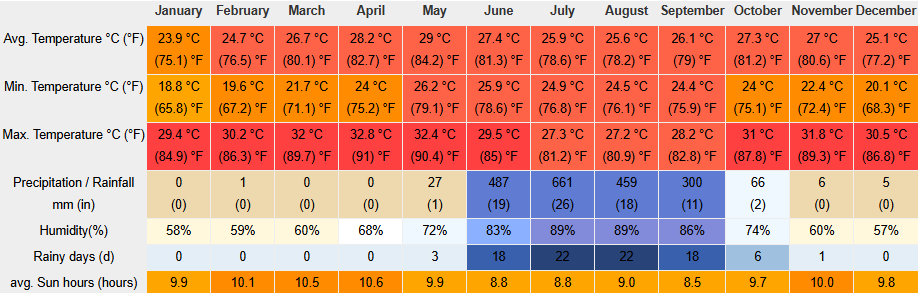 January February March April May June July August September October November December
Avg. Temperature °C (°F) 23.9 °C 24.7 °C 26.7 °C 28.2 °C 29 °C 27.4 °C 25.9 °C 25.6 °C 26.1 °C 27.3 °C 27 °C 25.1 °C
(75.1) °F (76.5) °F (80.1) °F (82.7) °F (84.2) °F (81.3) °F (78.6) °F (78.2) °F (79) °F (81.2) °F (80.6) °F (77.2) °F
Min. Temperature °C (°F) 18.8 °C 19.6 °C 21.7 °C 24 °C 26.2 °C 25.9 °C 24.9 °C 24.5 °C 24.4 °C 24 °C 22.4 °C 20.1 °C
(65.8) °F (67.2) °F (71.1) °F (75.2) °F (79.1) °F (78.6) °F (76.8) °F (76.1) °F (75.9) °F (75.1) °F (72.4) °F (68.3) °F
Max. Temperature °C (°F) 29.4 °C 30.2 °C 32 °C 32.8 °C 32.4 °C 29.5 °C 27.3 °C 27.2 °C 28.2 °C 31 °C 31.8 °C 30.5 °C
(84.9) °F (86.3) °F (89.7) °F (91) °F (90.4) °F (85) °F (81.2) °F (80.9) °F (82.8) °F (87.8) °F (89.3) °F (86.8) °F
Precipitation / Rainfall 0 1 0 0 27 487 661 459 300 66 6 5
mm (in) (0) (0) (0) (0) (1) (19) (26) (18) (11) (2) (0) (0)
Humidity(%) 58% 59% 60% 68% 72% 83% 89% 89% 86% 74% 60% 57%
Rainy days (d) 0 0 0 0 3 18 22 22 18 6 1 0
avg. Sun hours (hours) 9.9 10.1 10.5 10.6 9.9 8.8 8.8 9.0 8.5 9.7 10.0 9.8